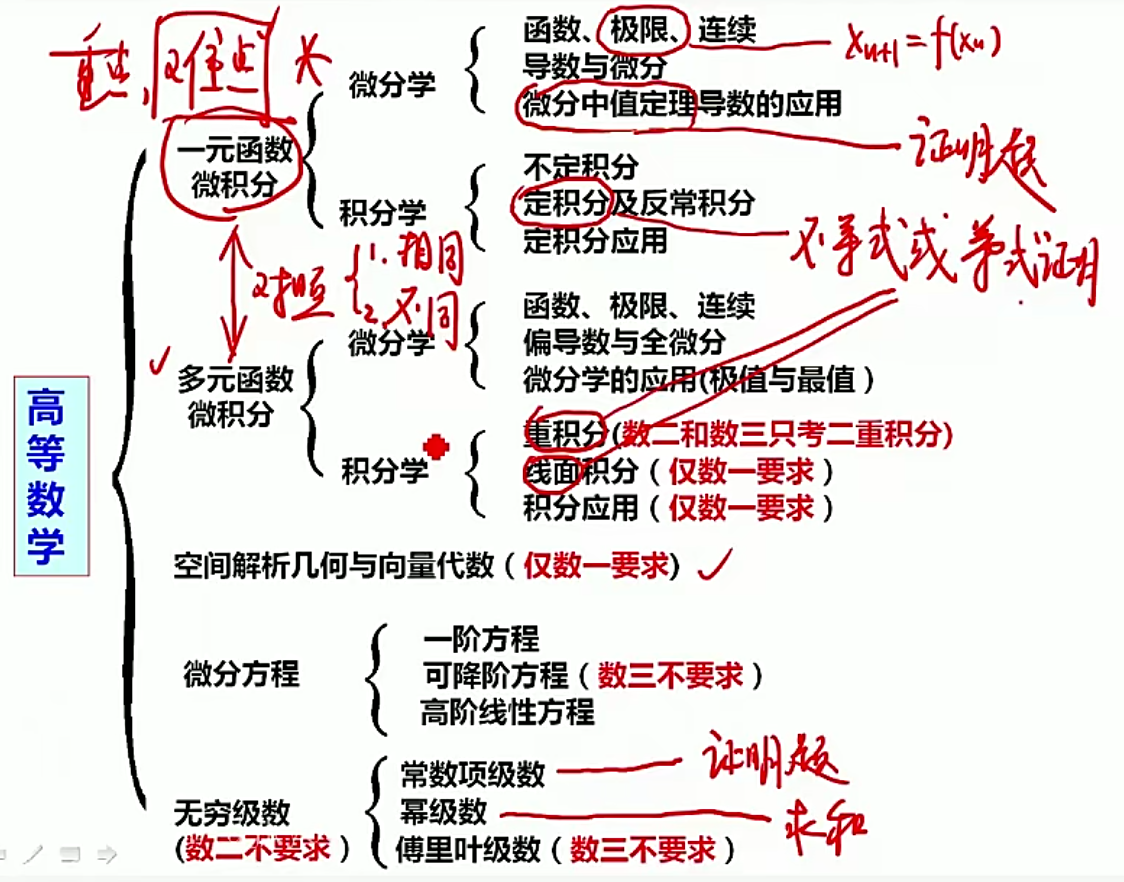 重点, 难点
函数、极限、连续
x_{n+1} = f(x_n)
微分学
导数与微分
微分中值定理导数的应用
证明题
一元函数
微积分
不定积分
积分学
定积分及反常积分
不等式或等式证明
定积分应用
对照
1. 相同
2. 不同
函数、极限、连续
微分学
偏导数与全微分
多元函数
微积分
微分学的应用(极值与最值）
重积分(数二和数三只考二重积分)
积分学
线面积分（仅数一要求）
积分应用（仅数一要求）
高等数学
空间解析几何与向量代数（仅数一要求)
一阶方程
微分方程
可降阶方程（数三不要求）
高阶线性方程
常数项级数
证明题
无穷级数
幂级数
求和
(数二不要求）
傅里叶级数（数三不要求）